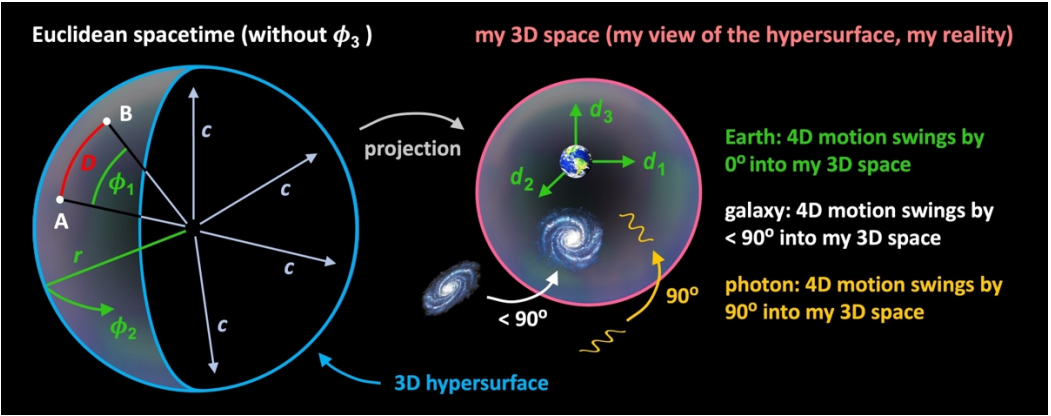 Euclidean spacetime (without ϕ₃ )
my 3D space (my view of the hypersurface, my reality)
B
D
ϕ₁
A
r
ϕ₂
c
c
c
c
c
3D hypersurface
projection
d₃
d₁
d₂
< 90°
90°
Earth: 4D motion swings by
0° into my 3D space
galaxy: 4D motion swings by
< 90° into my 3D space
photon: 4D motion swings by
90° into my 3D space